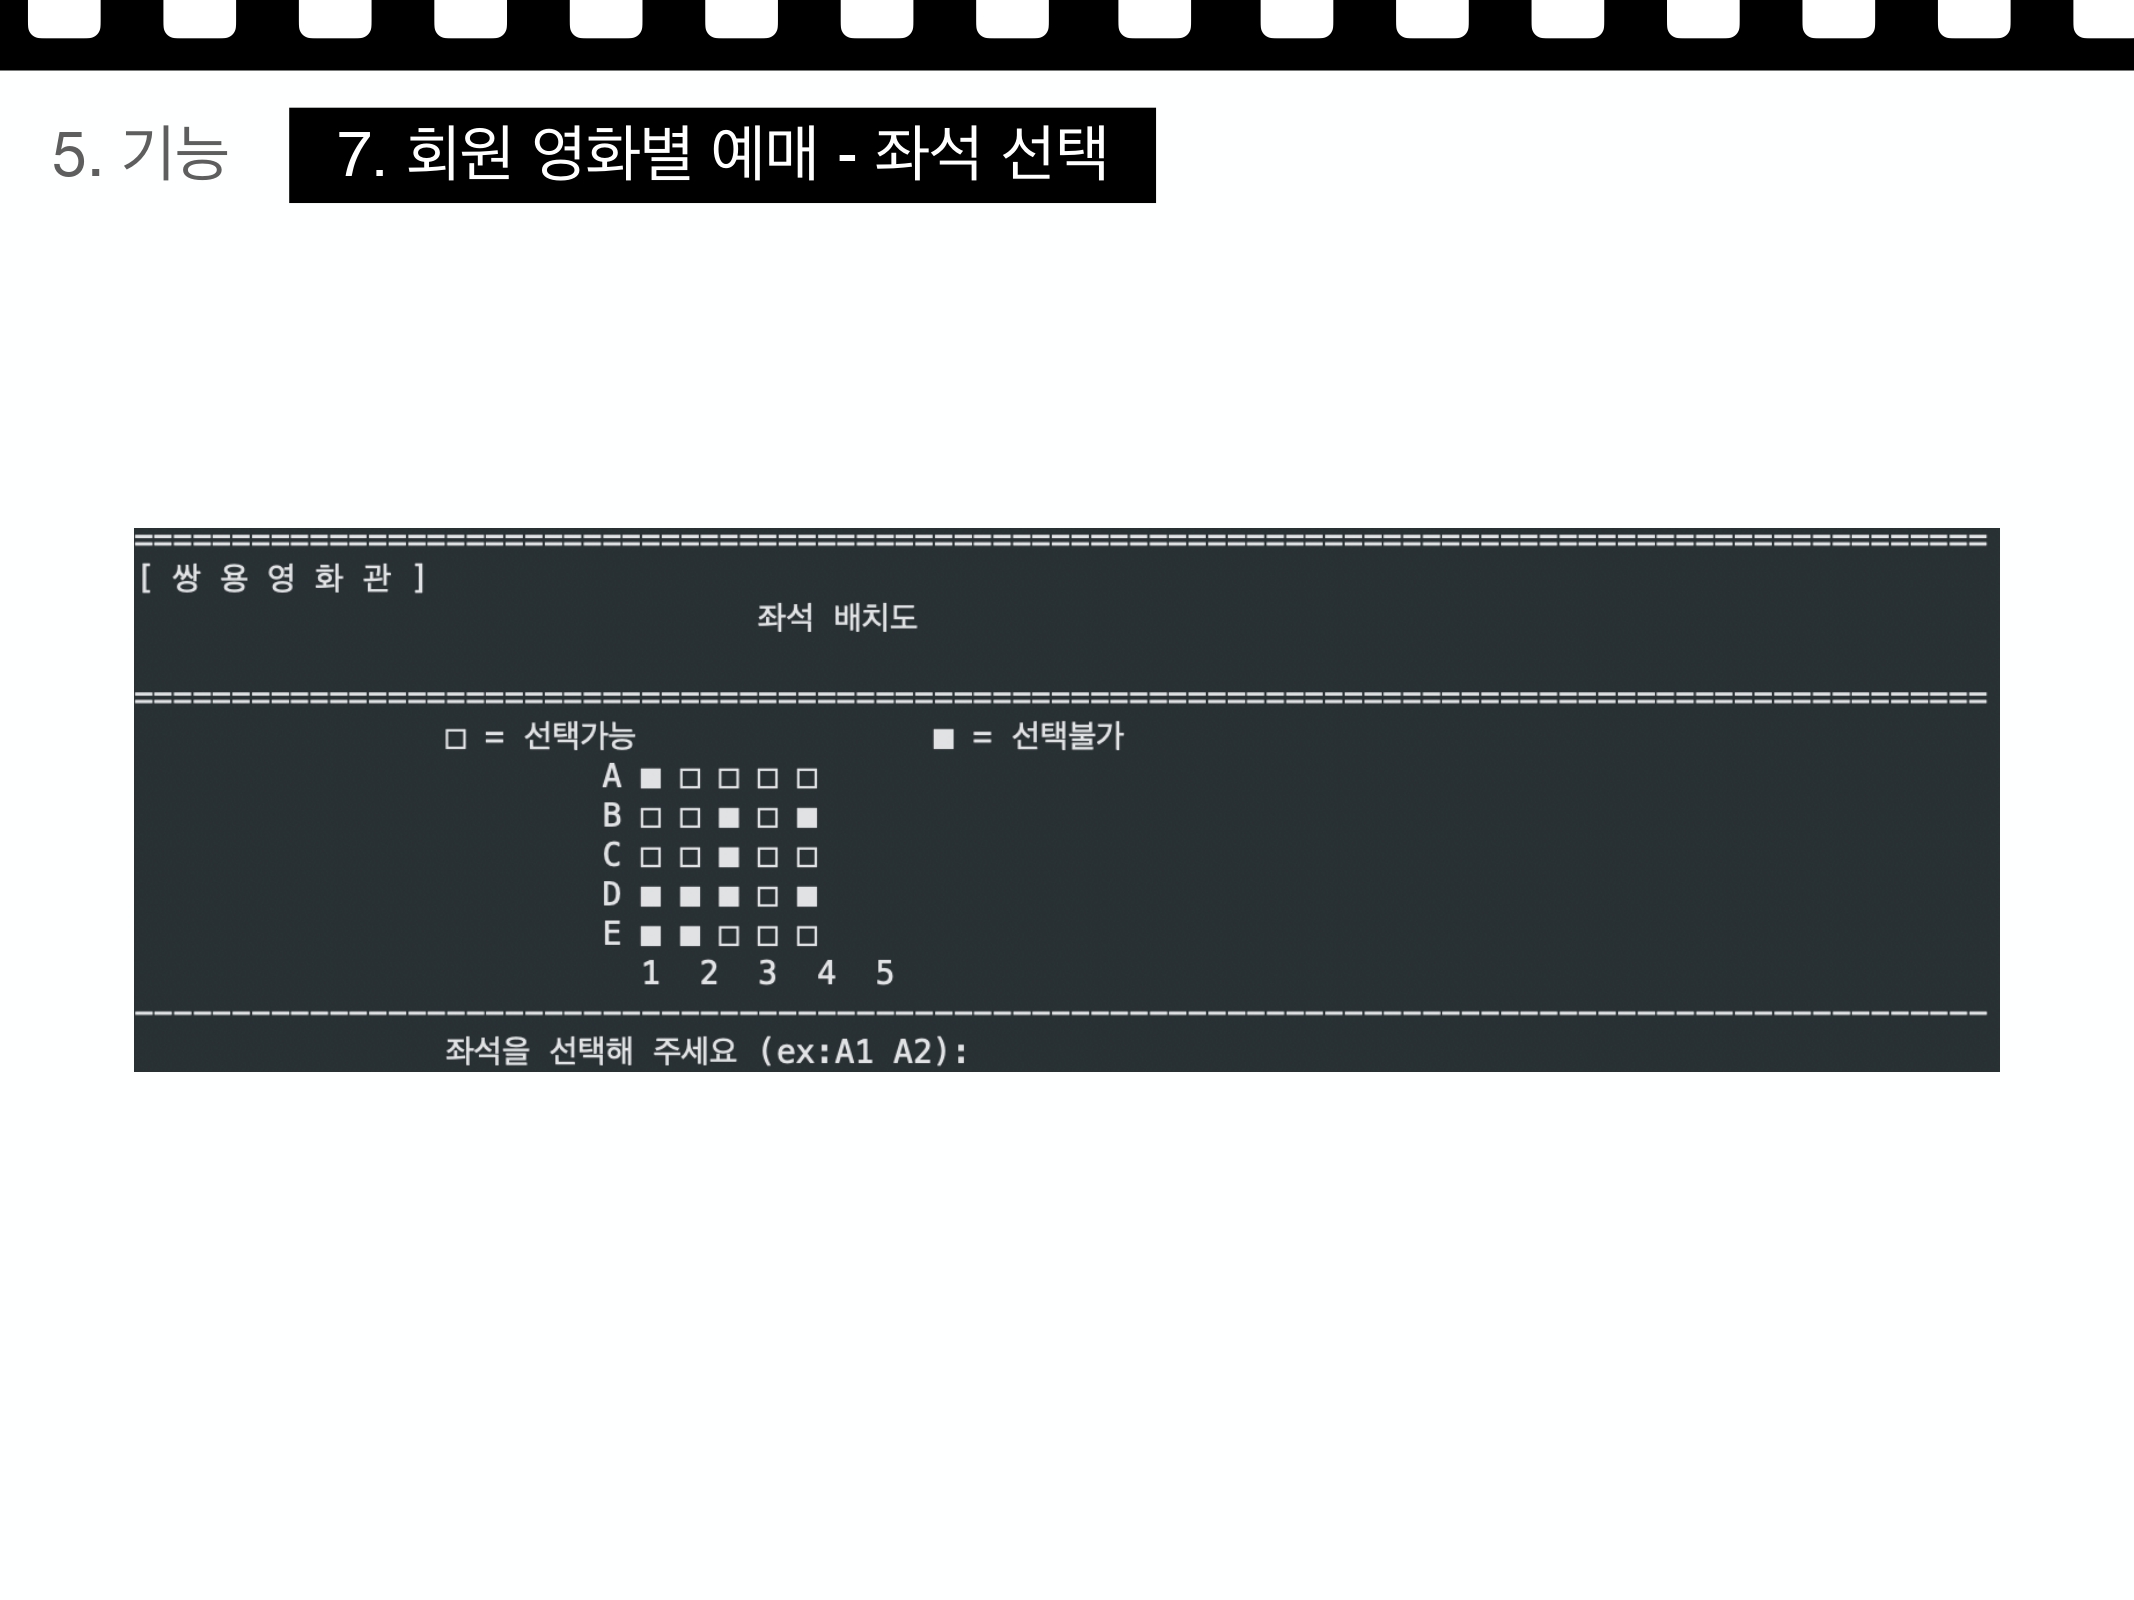 5. 기능
7. 회원 영화별 예매 - 좌석 선택
===============================================================================================
[ 쌍 용 영 화 관 ]
좌석 배치도
===============================================================================================
□ = 선택가능 ■ = 선택불가
A ■ □ □ □ □
B □ □ ■ □ ■
C □ □ ■ □ □
D ■ ■ ■ □ ■
E ■ ■ □ □ □
1 2 3 4 5
-----------------------------------------------------------------------------------------------
좌석을 선택해 주세요 (ex:A1 A2):